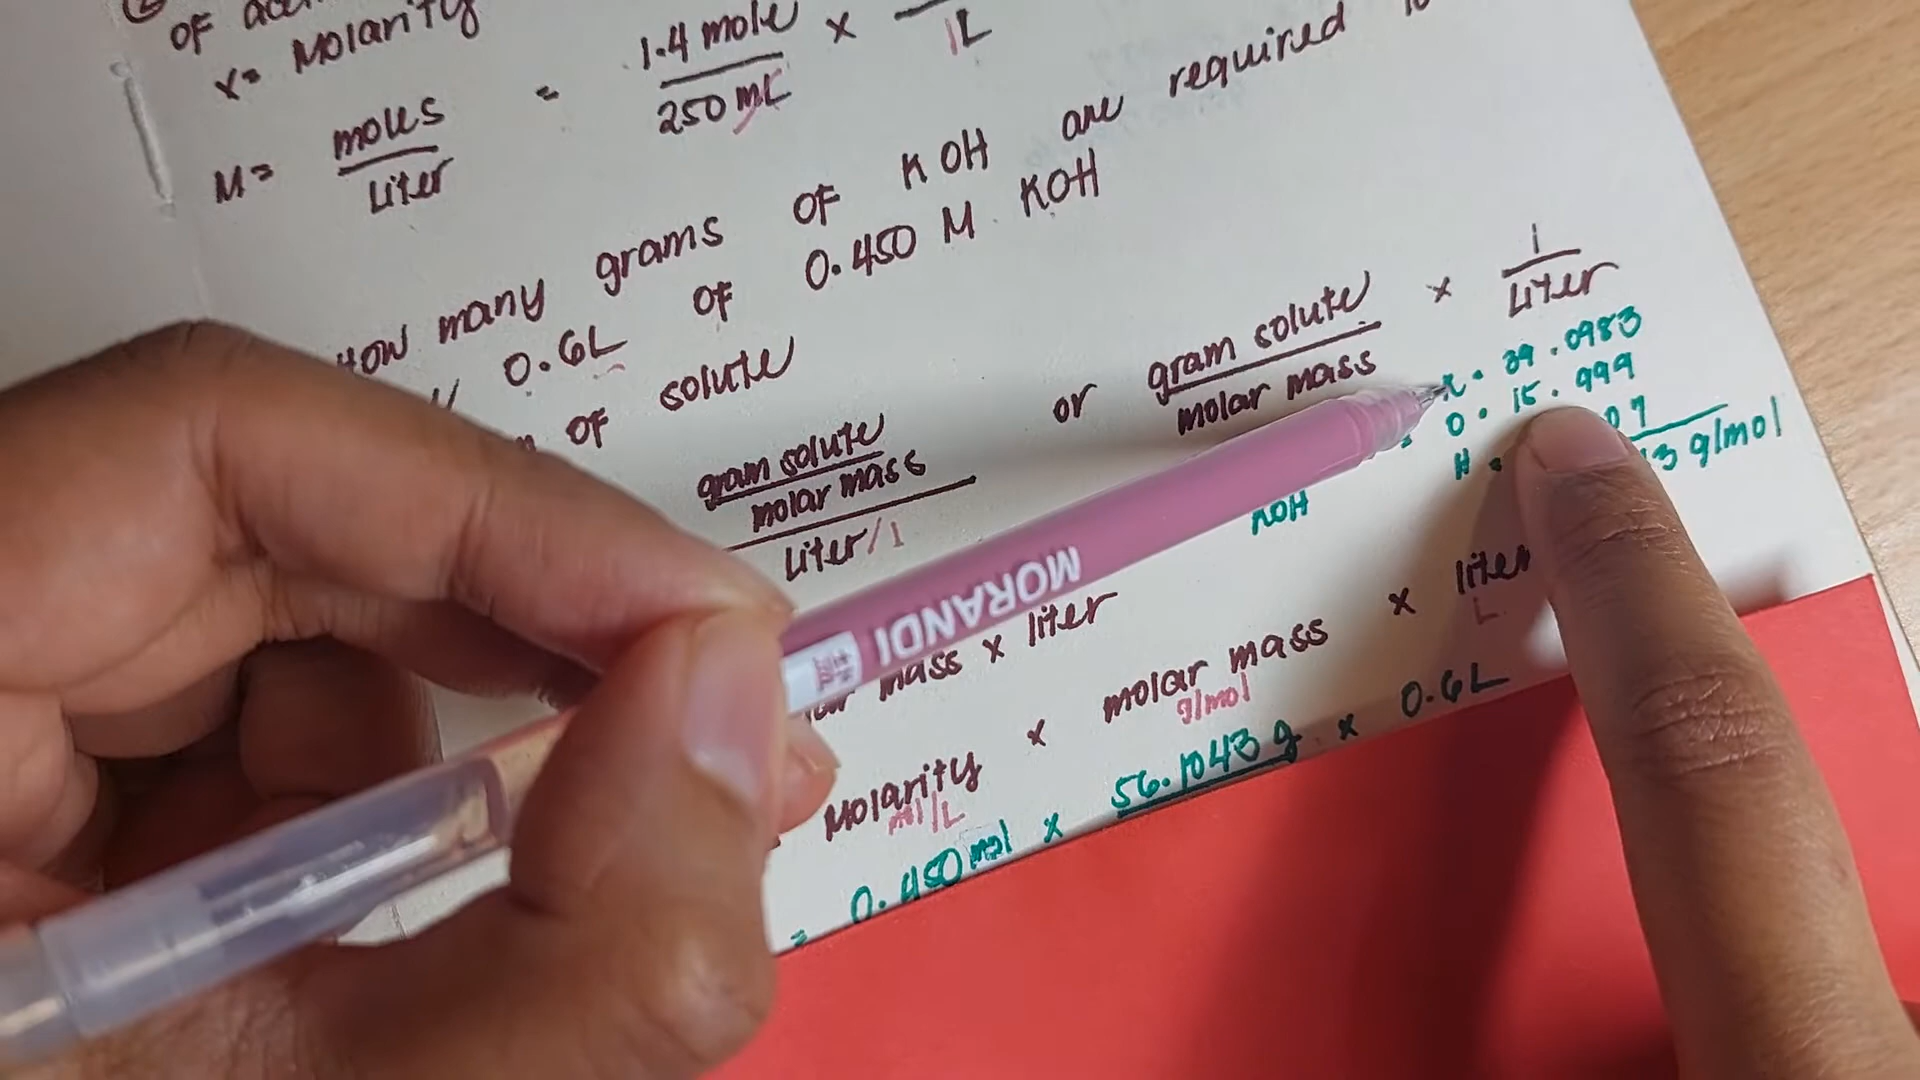 of
x= Molarity
M= moles = 1.4 mole x
liter 250 mL 1L
How many grams of KOH are required
0.6L of 0.450 M KOH
of solute
gram solute or gram solute x 1
molar mass molar mass Liter
liter/1
K. 39.0983
O. 15.999
H.
g/mol
KOH
mass x liter
Molarity x molar mass x liter
mol/L g/mol L
= 0.450 mol x 56.1043 g x 0.6L
MORANDI